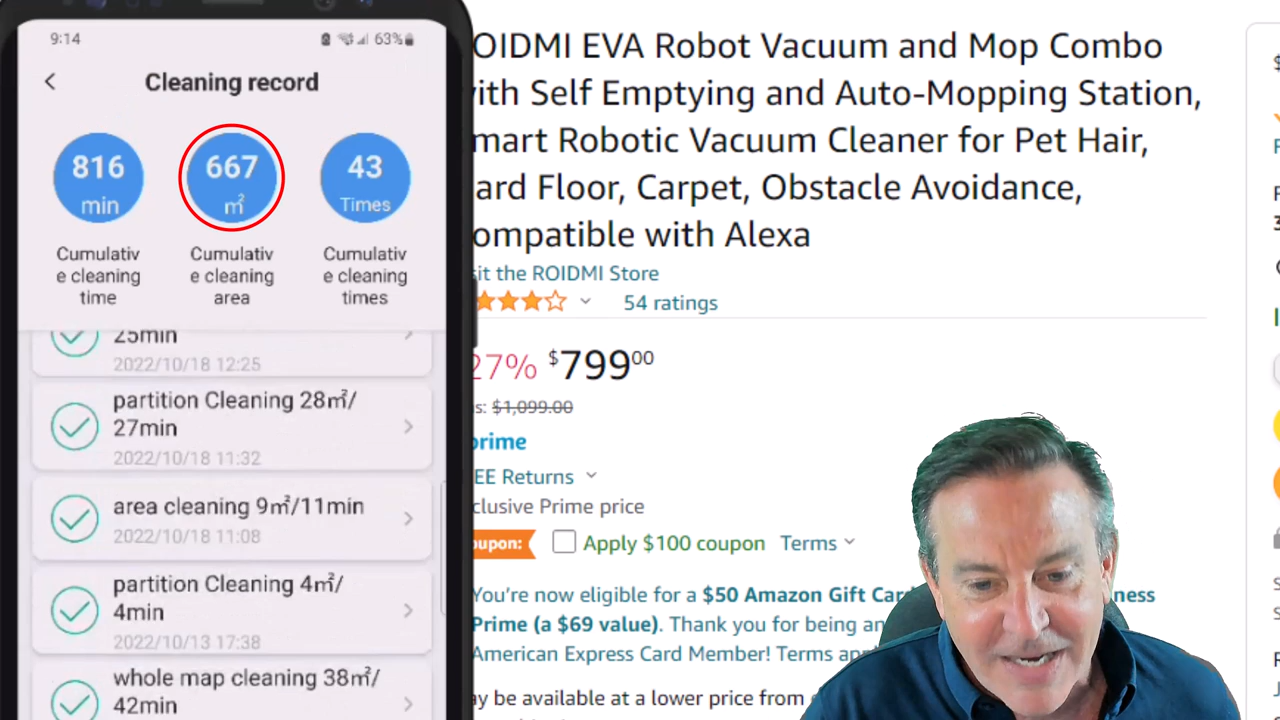 9:14
63%
Cleaning record
816
min
667
㎡
43
Times
Cumulativ
e cleaning
time
Cumulativ
e cleaning
area
Cumulativ
e cleaning
times
25min
2022/10/18 12:25
partition Cleaning 28㎡/
27min
2022/10/18 11:32
area cleaning 9㎡/11min
2022/10/18 11:08
partition Cleaning 4㎡/
4min
2022/10/13 17:38
whole map cleaning 38㎡/
42min
OIDMI EVA Robot Vacuum and Mop Combo
ith Self Emptying and Auto-Mopping Station,
mart Robotic Vacuum Cleaner for Pet Hair,
ard Floor, Carpet, Obstacle Avoidance,
ompatible with Alexa
sit the ROIDMI Store
54 ratings
27% $79900
s: $1,099.00
prime
EE Returns
clusive Prime price
oupon: Apply $100 coupon Terms
You're now eligible for a $50 Amazon Gift Car ness
Prime (a $69 value). Thank you for being an
American Express Card Member! Terms app
ay be available at a lower price from